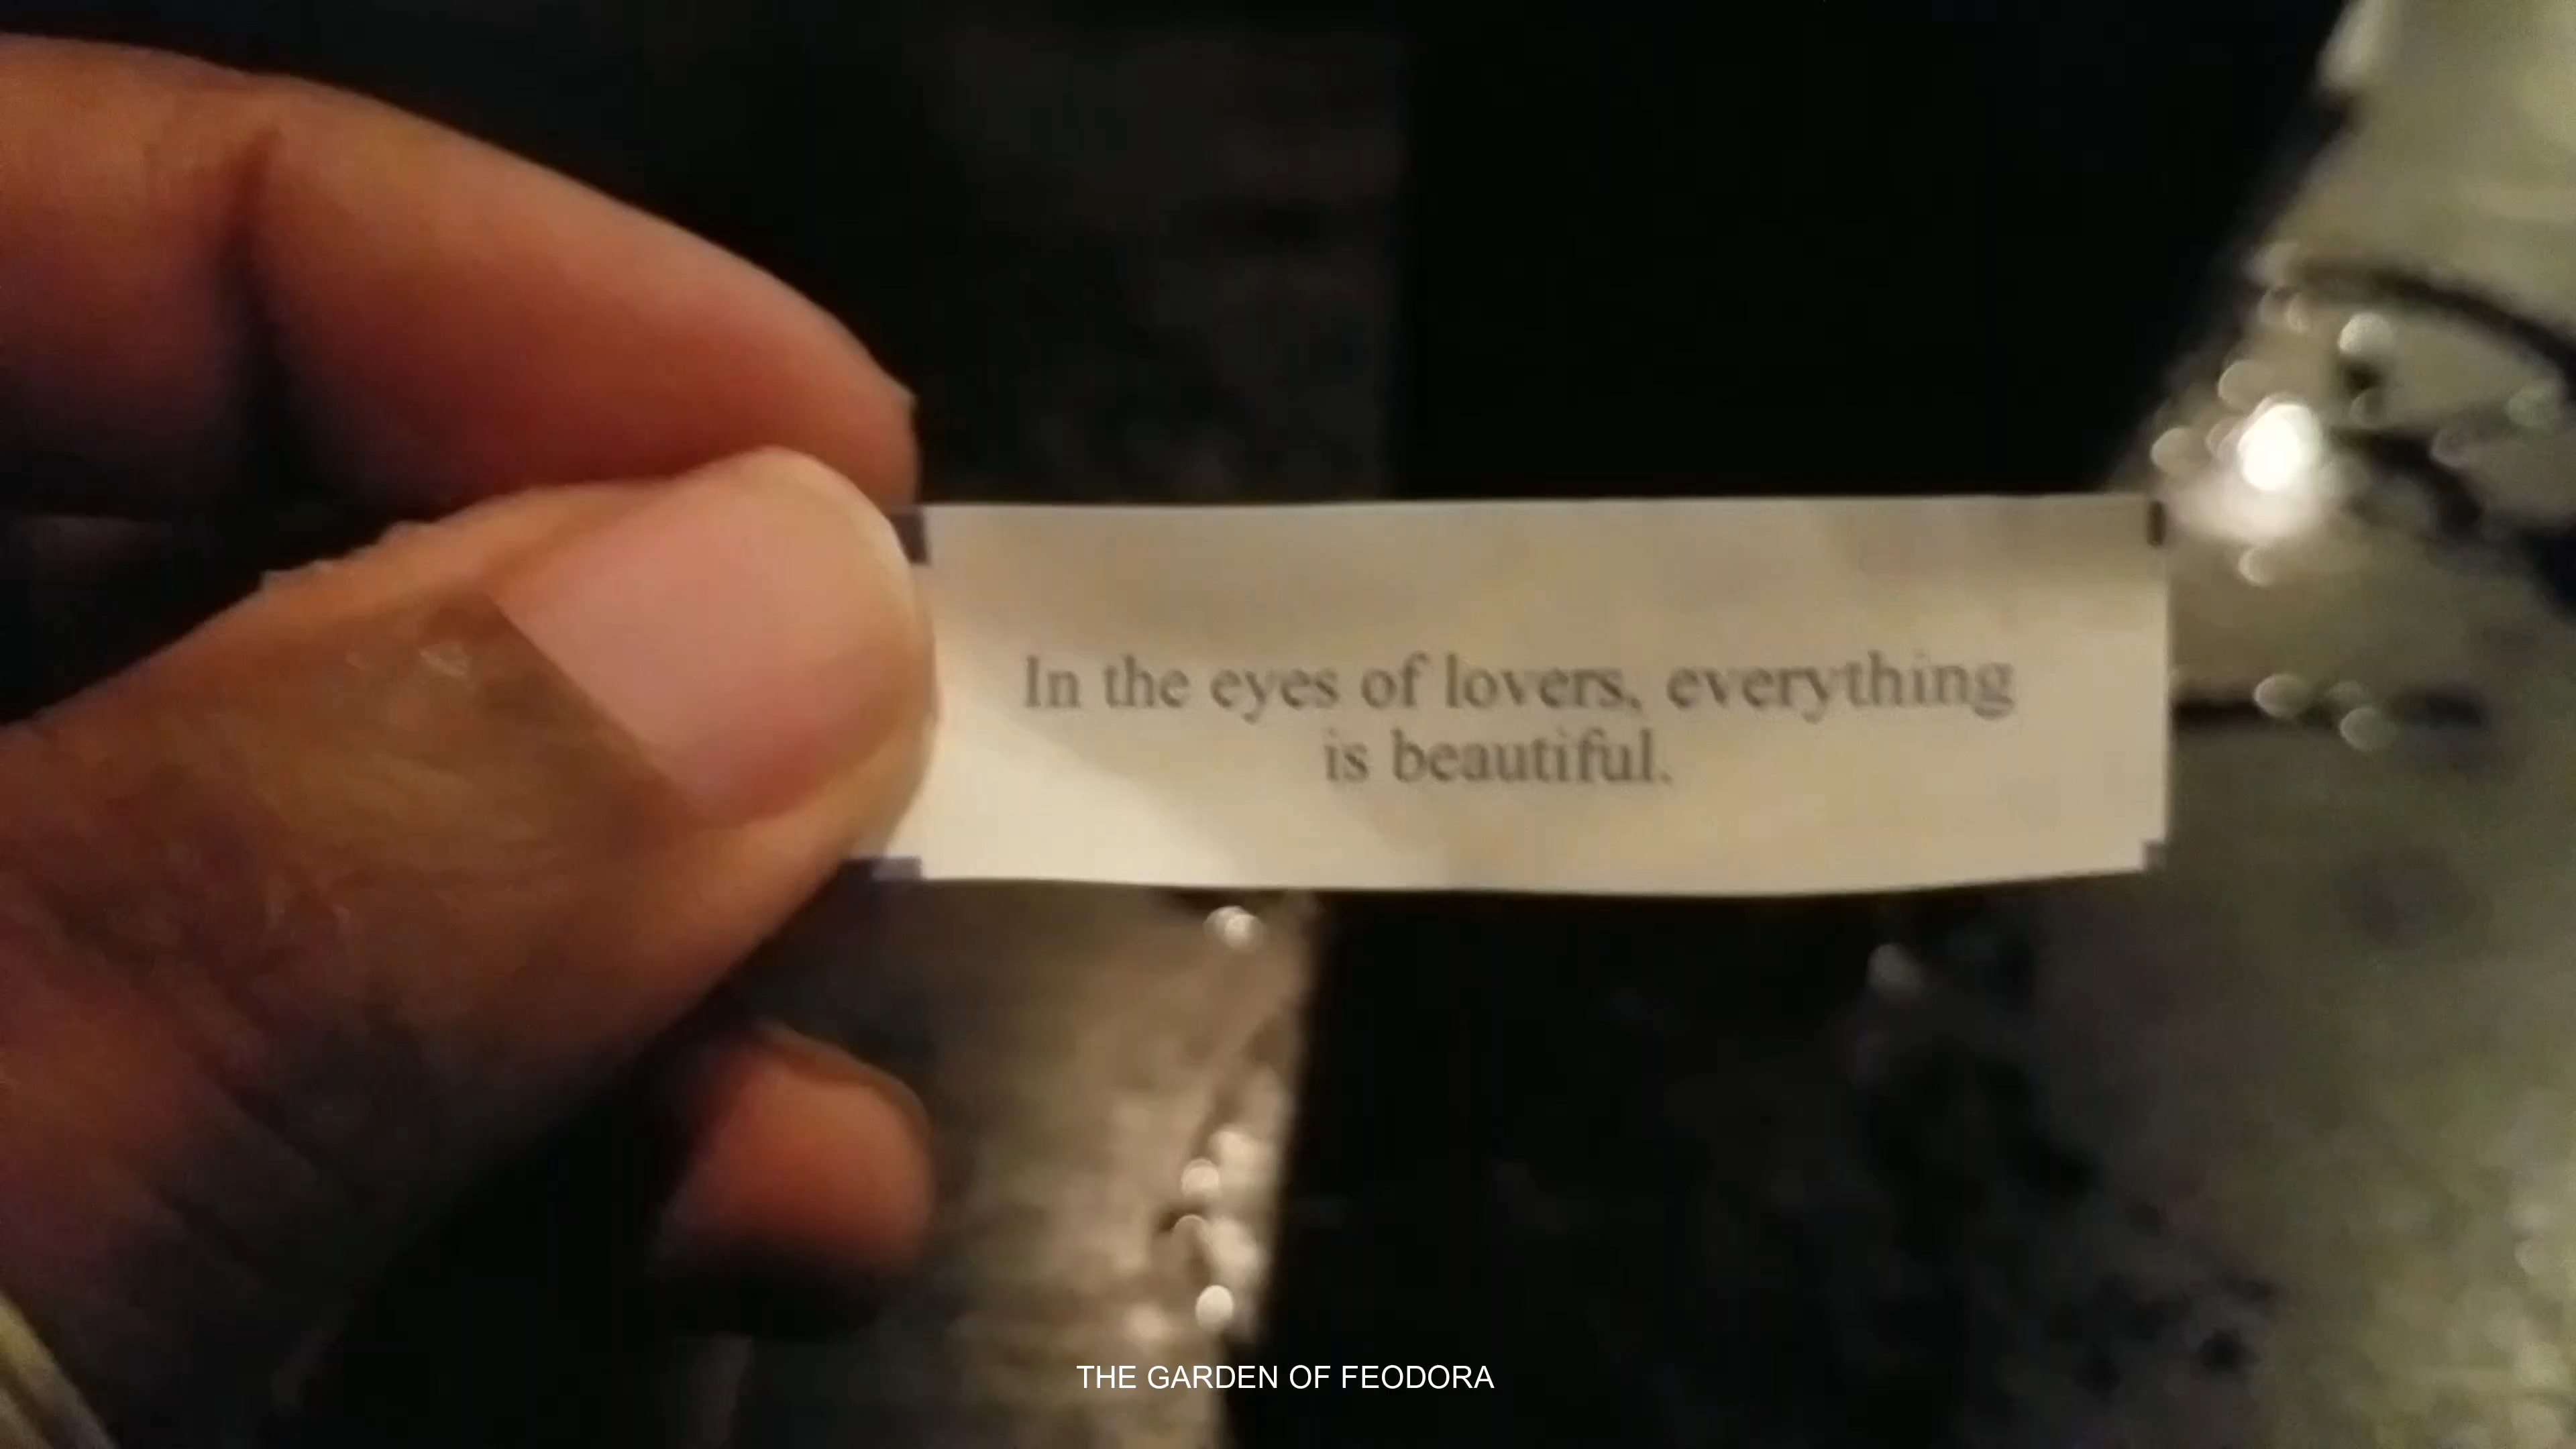 In the eyes of lovers, everything
is beautiful.
THE GARDEN OF FEODORA